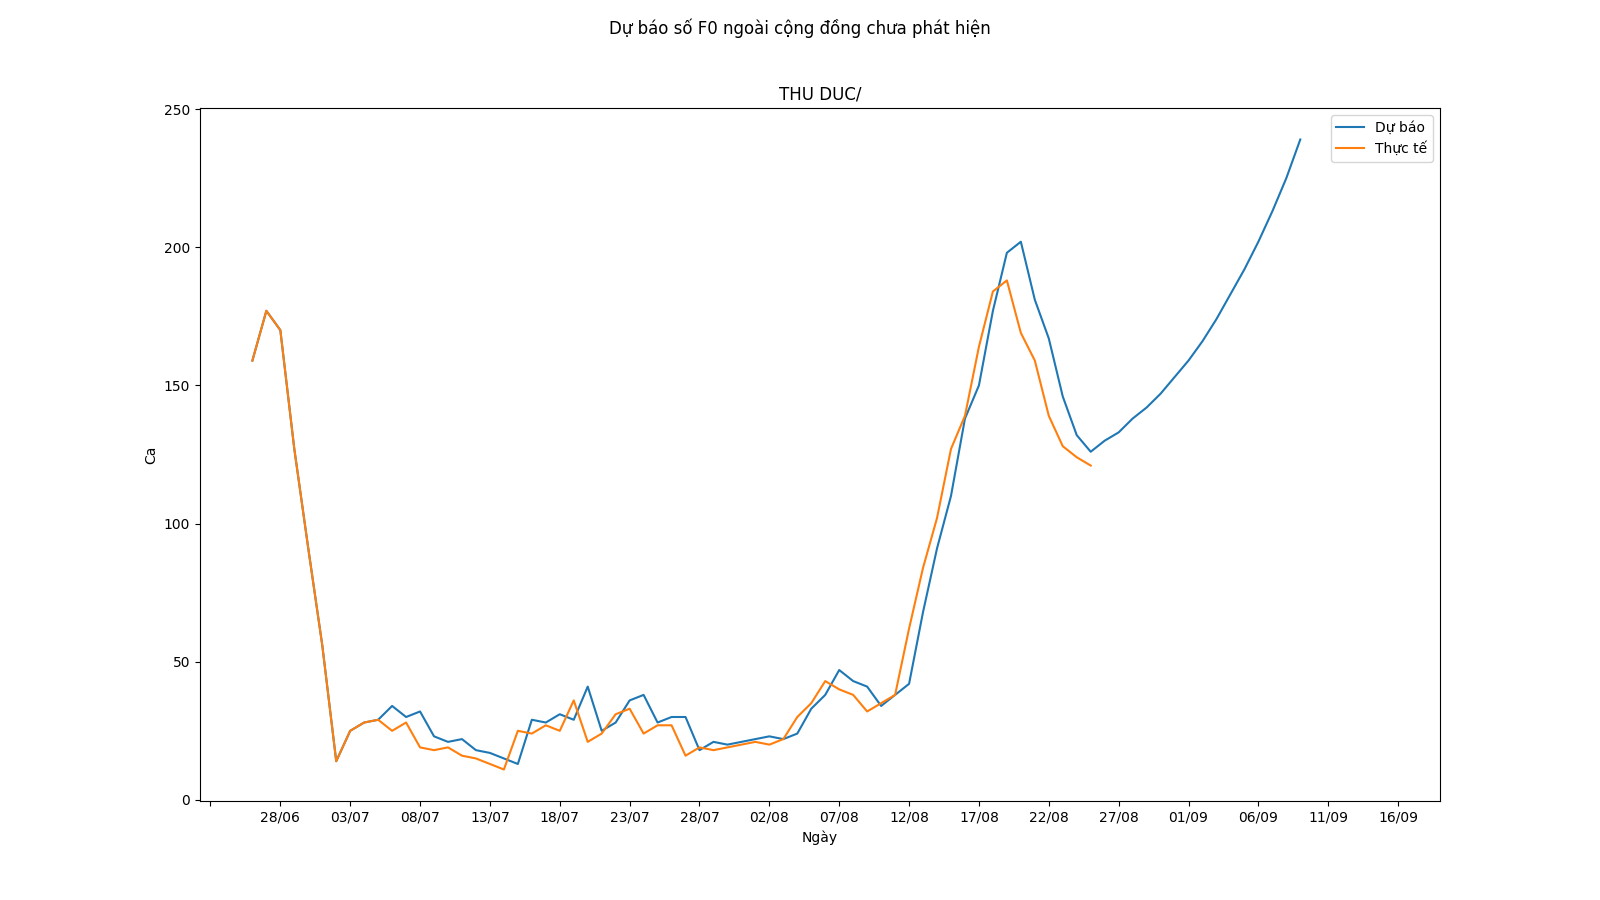 Dự báo số F0 ngoài cộng đồng chưa phát hiện
THU DUC/
250
200
150
100
50
0
Ca
Dự báo
Thực tế
28/06 03/07 08/07 13/07 18/07 23/07 28/07 02/08 07/08 12/08 17/08 22/08 27/08 01/09 06/09 11/09 16/09
Ngày